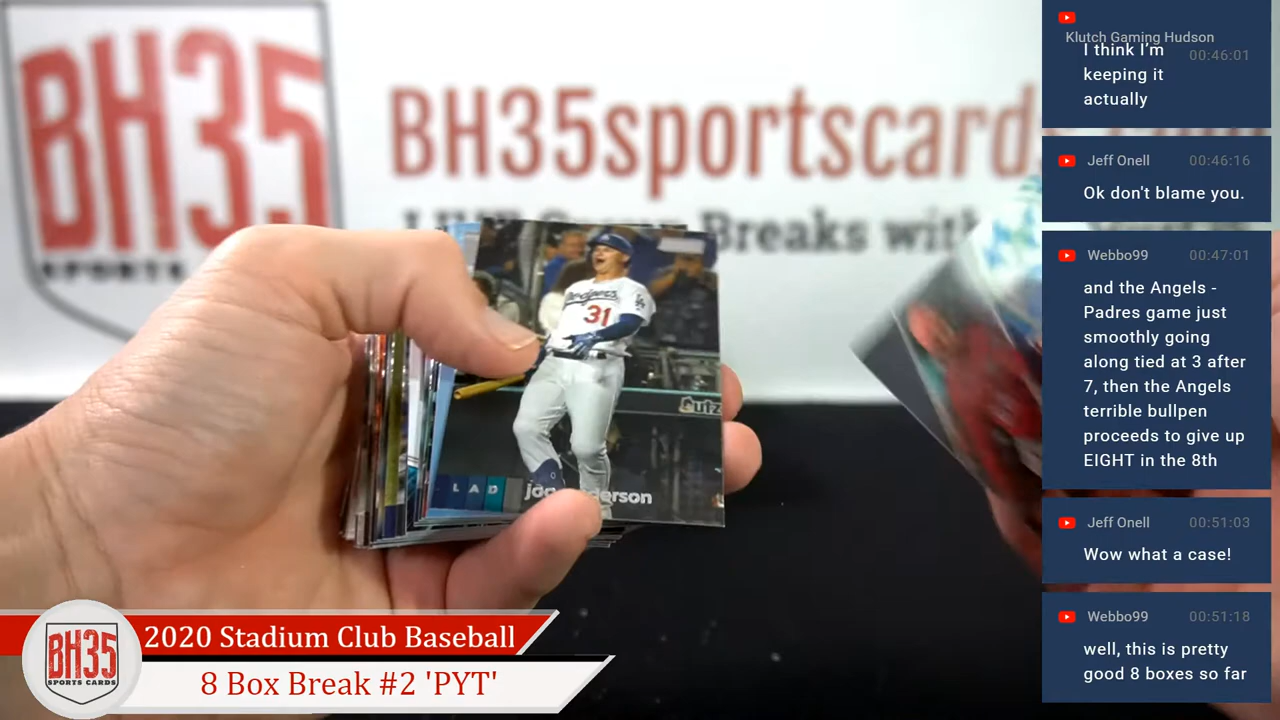 BH35
SPORTS
BH35sportscards
Breaks with
Dodgers
31
LAD
2020 Stadium Club Baseball
8 Box Break #2 'PYT'
BH35
SPORTS CARDS
Klutch Gaming Hudson
I think I'm 00:46:01
keeping it
actually
Jeff Onell 00:46:16
Ok don't blame you.
Webbo99 00:47:01
and the Angels -
Padres game just
smoothly going
along tied at 3 after
7, then the Angels
terrible bullpen
proceeds to give up
EIGHT in the 8th
Jeff Onell 00:51:03
Wow what a case!
Webbo99 00:51:18
well, this is pretty
good 8 boxes so far